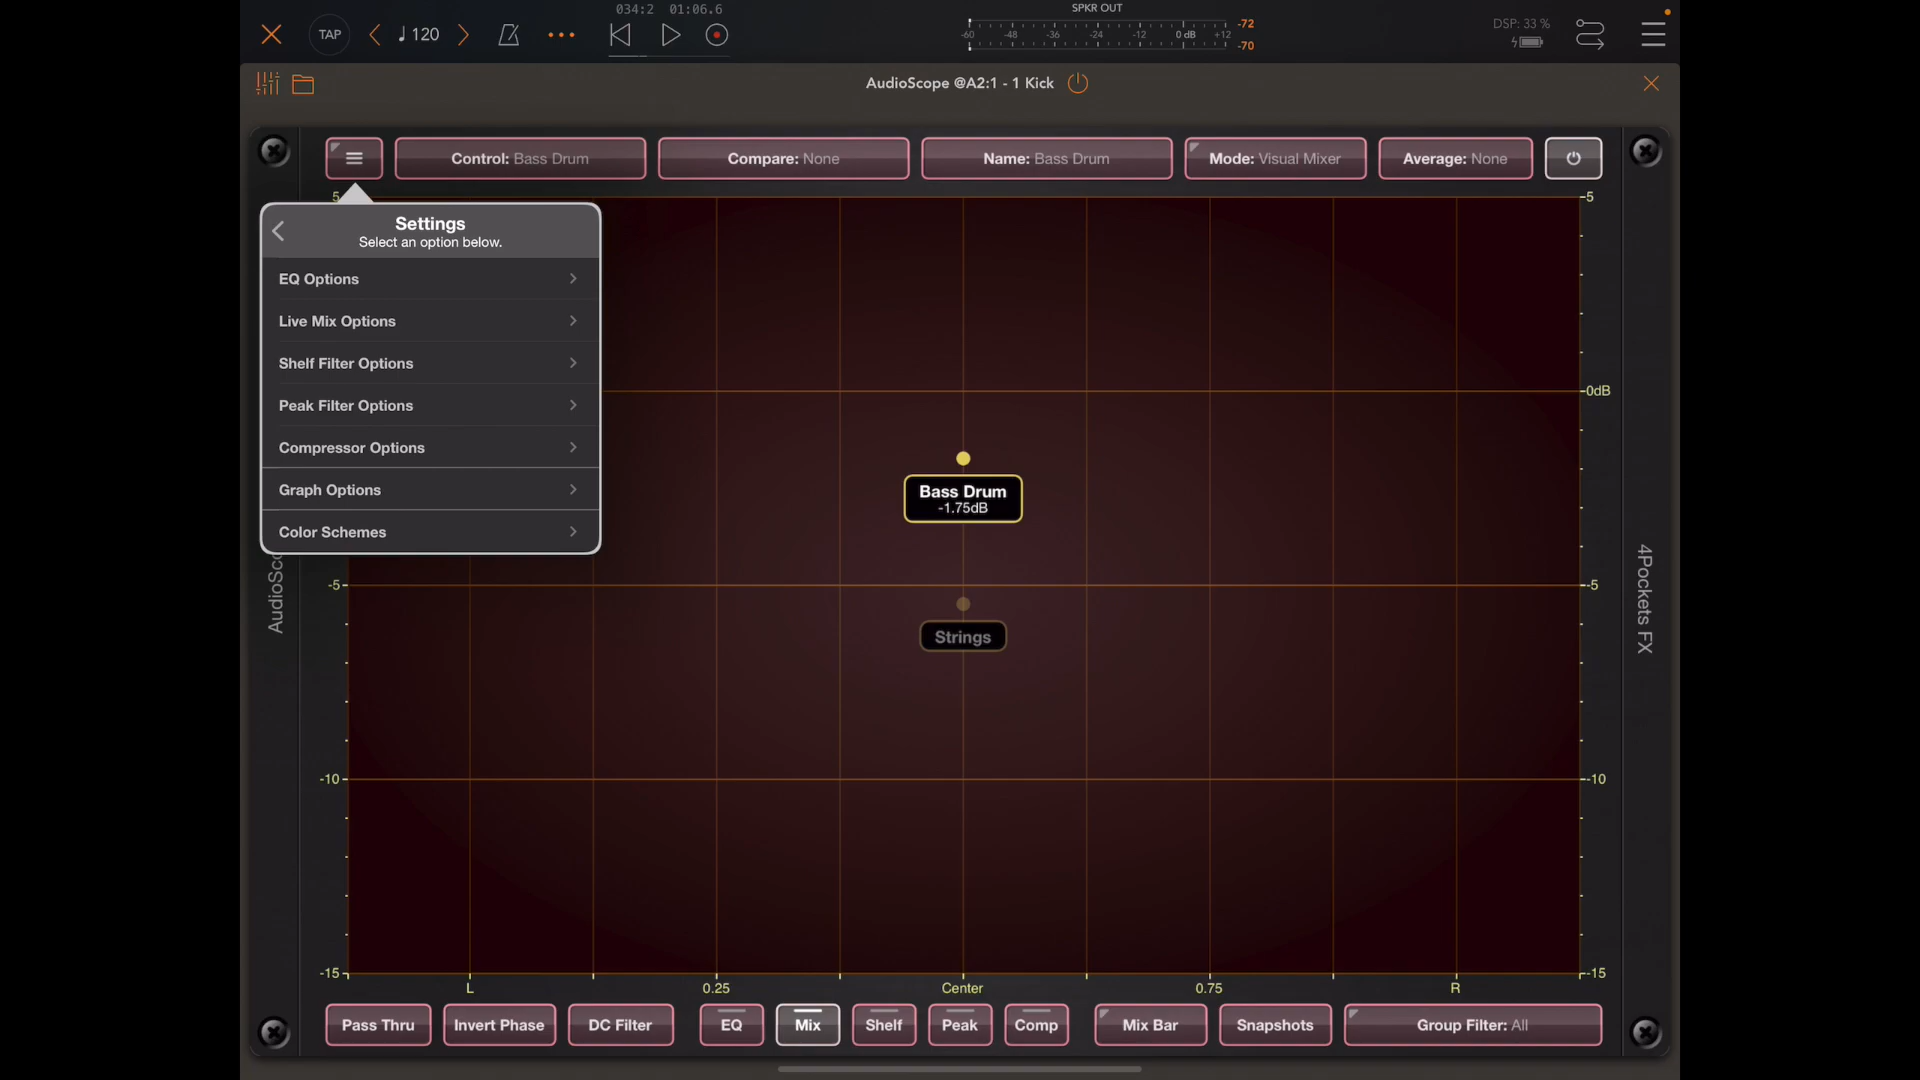 034:2 01:06.6
SPKR OUT
TAP
120
-60 -48 -36 -24 -12 0 dB +12
-72
-70
DSP: 33 %
AudioScope @A2:1 - 1 Kick
Control: Bass Drum
Compare: None
Name: Bass Drum
Mode: Visual Mixer
Average: None
5
5
Settings
Select an option below.
EQ Options
Live Mix Options
Shelf Filter Options
Peak Filter Options
Compressor Options
Graph Options
Color Schemes
0dB
Bass Drum
-1.75dB
-5
-5
Strings
AudioSco
4Pockets FX
-10
-10
-15
-15
L 0.25 Center 0.75 R
Pass Thru
Invert Phase
DC Filter
EQ
Mix
Shelf
Peak
Comp
Mix Bar
Snapshots
Group Filter: All